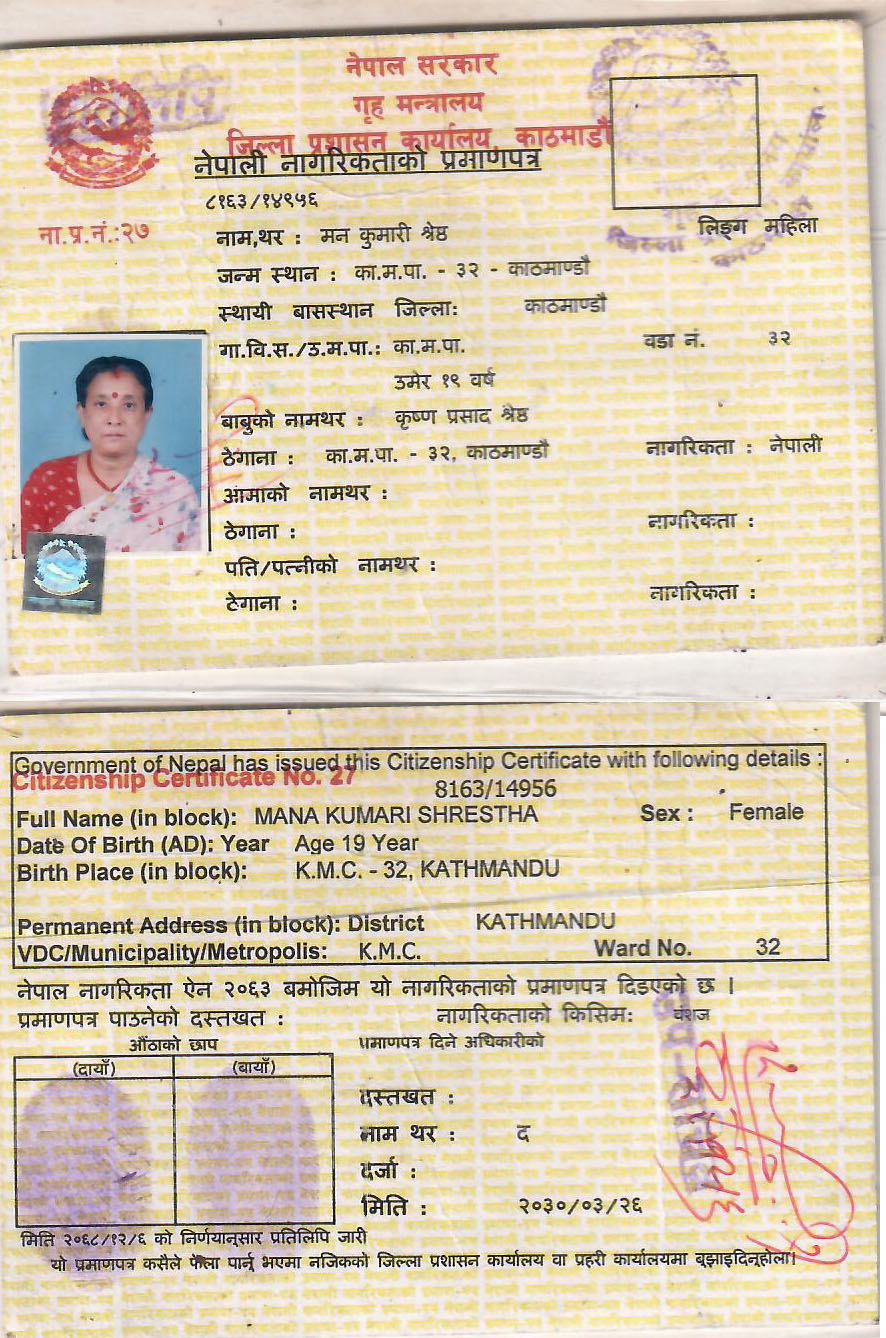 नेपाल सरकार
गृह मन्त्रालय
जिल्ला प्रशासन कार्यालय, काठमाडौं
नेपाली नागरिकताको प्रमाणपत्र
८१६३/१४९५६
ना.प्र.नं.:२७
लिङ्ग महिला
नाम,थर : मन कुमारी श्रेष्ठ
जन्म स्थान : का.म.पा. - ३२ - काठमाण्डौ
स्थायी बासस्थान जिल्ला: काठमाण्डौ
गा.वि.स./उ.म.पा.: का.म.पा. वडा नं. ३२
उमेर १९ वर्ष
बाबुको नामथर : कृष्ण प्रसाद श्रेष्ठ
ठेगाना : का.म.पा. - ३२, काठमाण्डौ नागरिकता : नेपाली
आमाको नामथर :
ठेगाना : नागरिकता :
पति/पत्नीको नामथर :
ठेगाना : नागरिकता :
Government of Nepal has issued this Citizenship Certificate with following details :
Citizenship Certificate No. 27
8163/14956
Full Name (in block): MANA KUMARI SHRESTHA Sex : Female
Date Of Birth (AD): Year Age 19 Year
Birth Place (in block): K.M.C. - 32, KATHMANDU
Permanent Address (in block): District KATHMANDU
VDC/Municipality/Metropolis: K.M.C. Ward No. 32
नेपाल नागरिकता ऐन २०६३ बमोजिम यो नागरिकताको प्रमाणपत्र दिइएको छ ।
प्रमाणपत्र पाउनेको दस्तखत : नागरिकताको किसिम: वंशज
औंठाको छाप प्रमाणपत्र दिने अधिकारीको
(दायाँ) (बायाँ)
दस्तखत :
नाम थर : द
दर्जा :
मिति : २०३०/०३/२६
मिति २०६८/१२/६ को निर्णयानुसार प्रतिलिपि जारी
यो प्रमाणपत्र कसैले फेला पार्नु भएमा नजिकको जिल्ला प्रशासन कार्यालय वा प्रहरी कार्यालयमा बुझाइदिनुहोला।